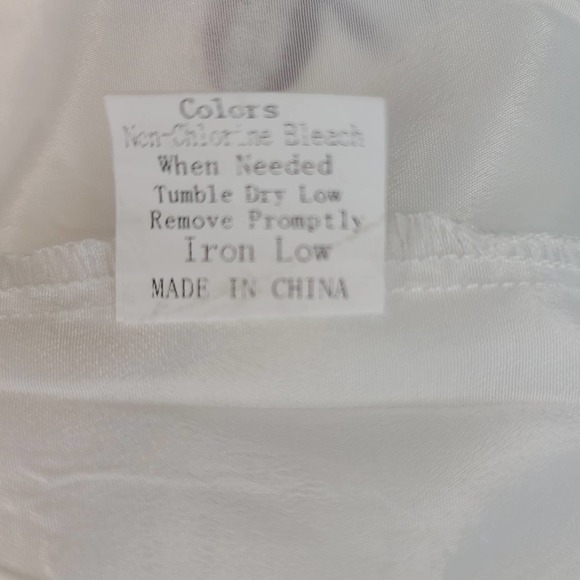 Colors
Non-Chlorine Bleach
When Needed
Tumble Dry Low
Remove Promptly
Iron Low
MADE IN CHINA